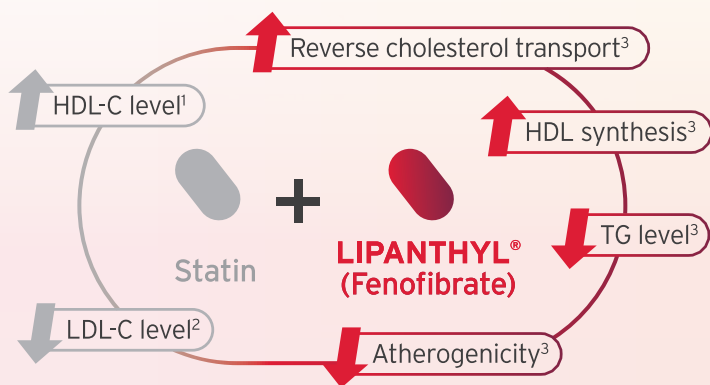 Reverse cholesterol transport³
HDL-C level¹
HDL synthesis³
+
TG level³
Statin
LIPANTHYL®
(Fenofibrate)
LDL-C level²
Atherogenicity³